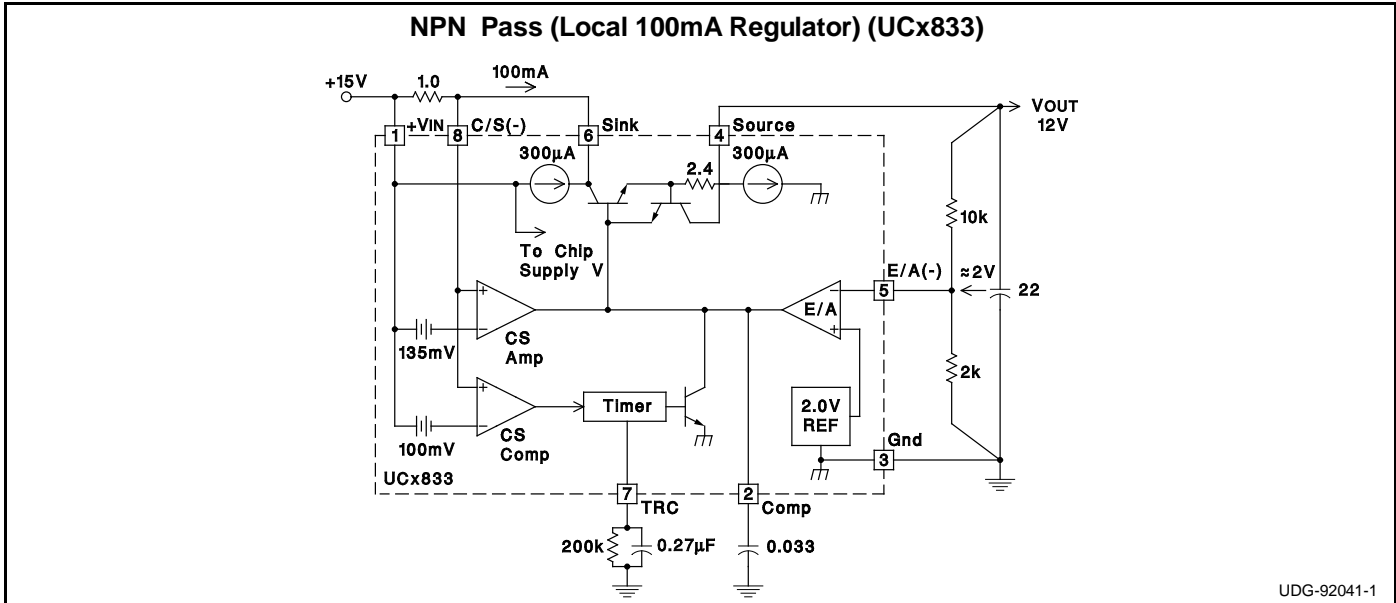 NPN Pass (Local 100mA Regulator) (UCx833)
+15V
1.0
100mA
VOUT
12V
1
+VIN
8
C/S(-)
6
Sink
4
Source
300µA
2.4
300µA
10k
To Chip
Supply V
E/A(-)
≈2V
5
22
+
-
135mV
CS
Amp
-
E/A
+
2k
+
-
100mV
CS
Comp
Timer
2.0V
REF
Gnd
3
UCx833
7
TRC
2
Comp
200k
0.27µF
0.033
UDG-92041-1